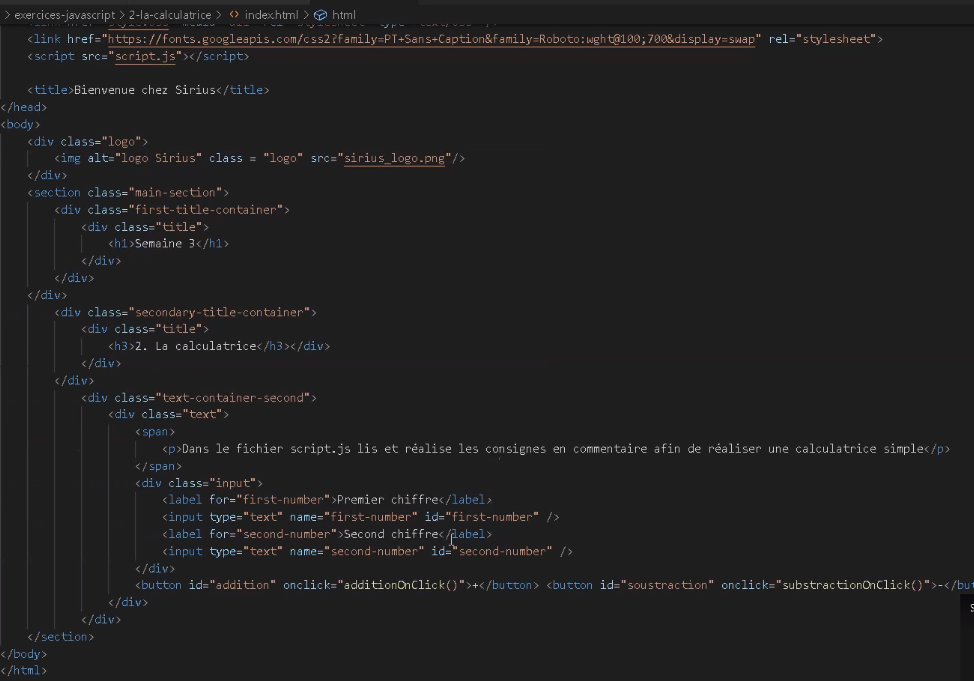 exercices-javascript > 2-la-calculatrice > <> index.html > html
<link href="https://fonts.googleapis.com/css2?family=PT+Sans+Caption&family=Roboto:wght@100;700&display=swap" rel="stylesheet">
<script src="script.js"></script>
<title>Bienvenue chez Sirius</title>
</head>
<body>
<div class="logo">
<img alt="logo Sirius" class = "logo" src="sirius_logo.png"/>
</div>
<section class="main-section">
<div class="first-title-container">
<div class="title">
<h1>Semaine 3</h1>
</div>
</div>
</div>
<div class="secondary-title-container">
<div class="title">
<h3>2. La calculatrice</h3></div>
</div>
</div>
<div class="text-container-second">
<div class="text">
<span>
<p>Dans le fichier script.js lis et réalise les consignes en commentaire afin de réaliser une calculatrice simple</p>
</span>
<div class="input">
<label for="first-number">Premier chiffre</label>
<input type="text" name="first-number" id="first-number" />
<label for="second-number">Second chiffre</label>
<input type="text" name="second-number" id="second-number" />
</div>
<button id="addition" onclick="additionOnClick()">+</button> <button id="soustraction" onclick="substractionOnClick()">-</bu
</div>
</div>
</section>
</body>
</html>